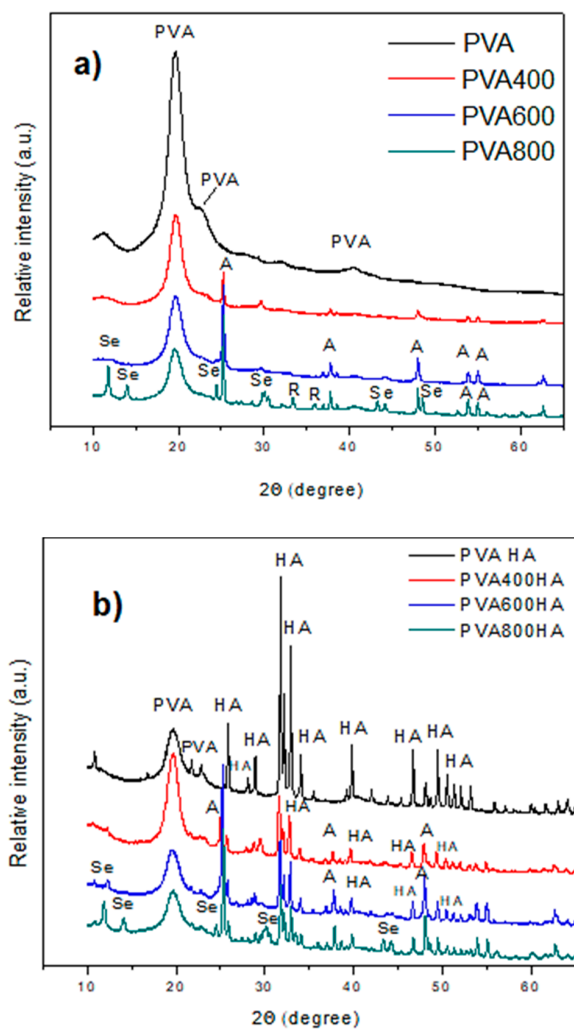 PVA
a)
PVA
PVA400
PVA600
PVA800
PVA
PVA
A
Se
Se
Se
Se
R
R
A
Se
A
Se
A
A
Relative intensity (a.u.)
10 20 30 40 50 60
2Θ (degree)
b)
HA
PVA HA
PVA400HA
PVA600HA
PVA800HA
HA
PVA
PVA
HA
HA
HA
HA
HA
HA
HA
HA
A
HA
A
HA
HA
A
HA
Se
Se
Se
Se
A
HA
Se
HA
A
HA
Relative intensity (a.u.)
10 20 30 40 50 60
2Θ (degree)